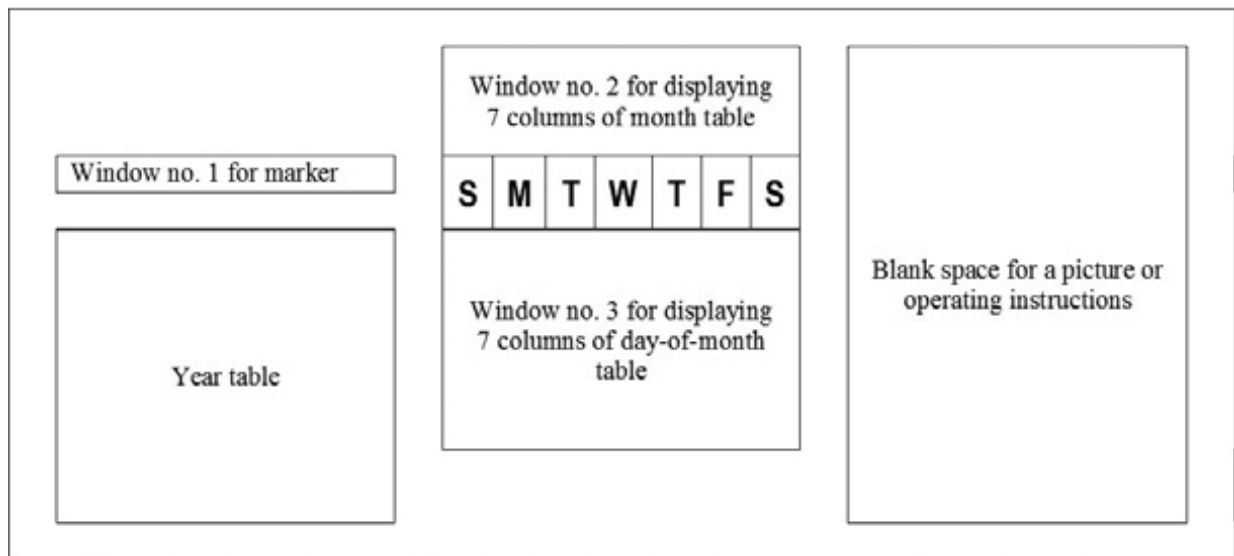 Window no. 1 for marker
Year table
Window no. 2 for displaying
7 columns of month table
S M T W T F S
Window no. 3 for displaying
7 columns of day-of-month
table
Blank space for a picture or
operating instructions